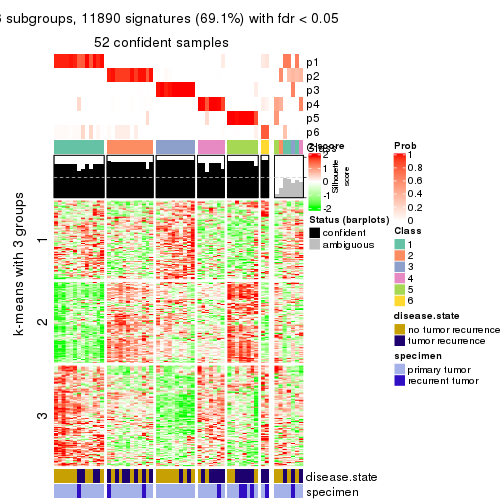 subgroups, 11890 signatures (69.1%) with fdr < 0.05
52 confident samples
p1
p2
p3
p4
p5
p6
Class
z-score
2
1
0
-1
-2
Silhouette
score
Prob
1
0.8
0.6
0.4
0.2
0
Status (barplots)
confident
ambiguous
Class
1
2
3
4
5
6
disease.state
no tumor recurrence
tumor recurrence
specimen
primary tumor
recurrent tumor
k-means with 3 groups
1
2
3
disease.state
specimen